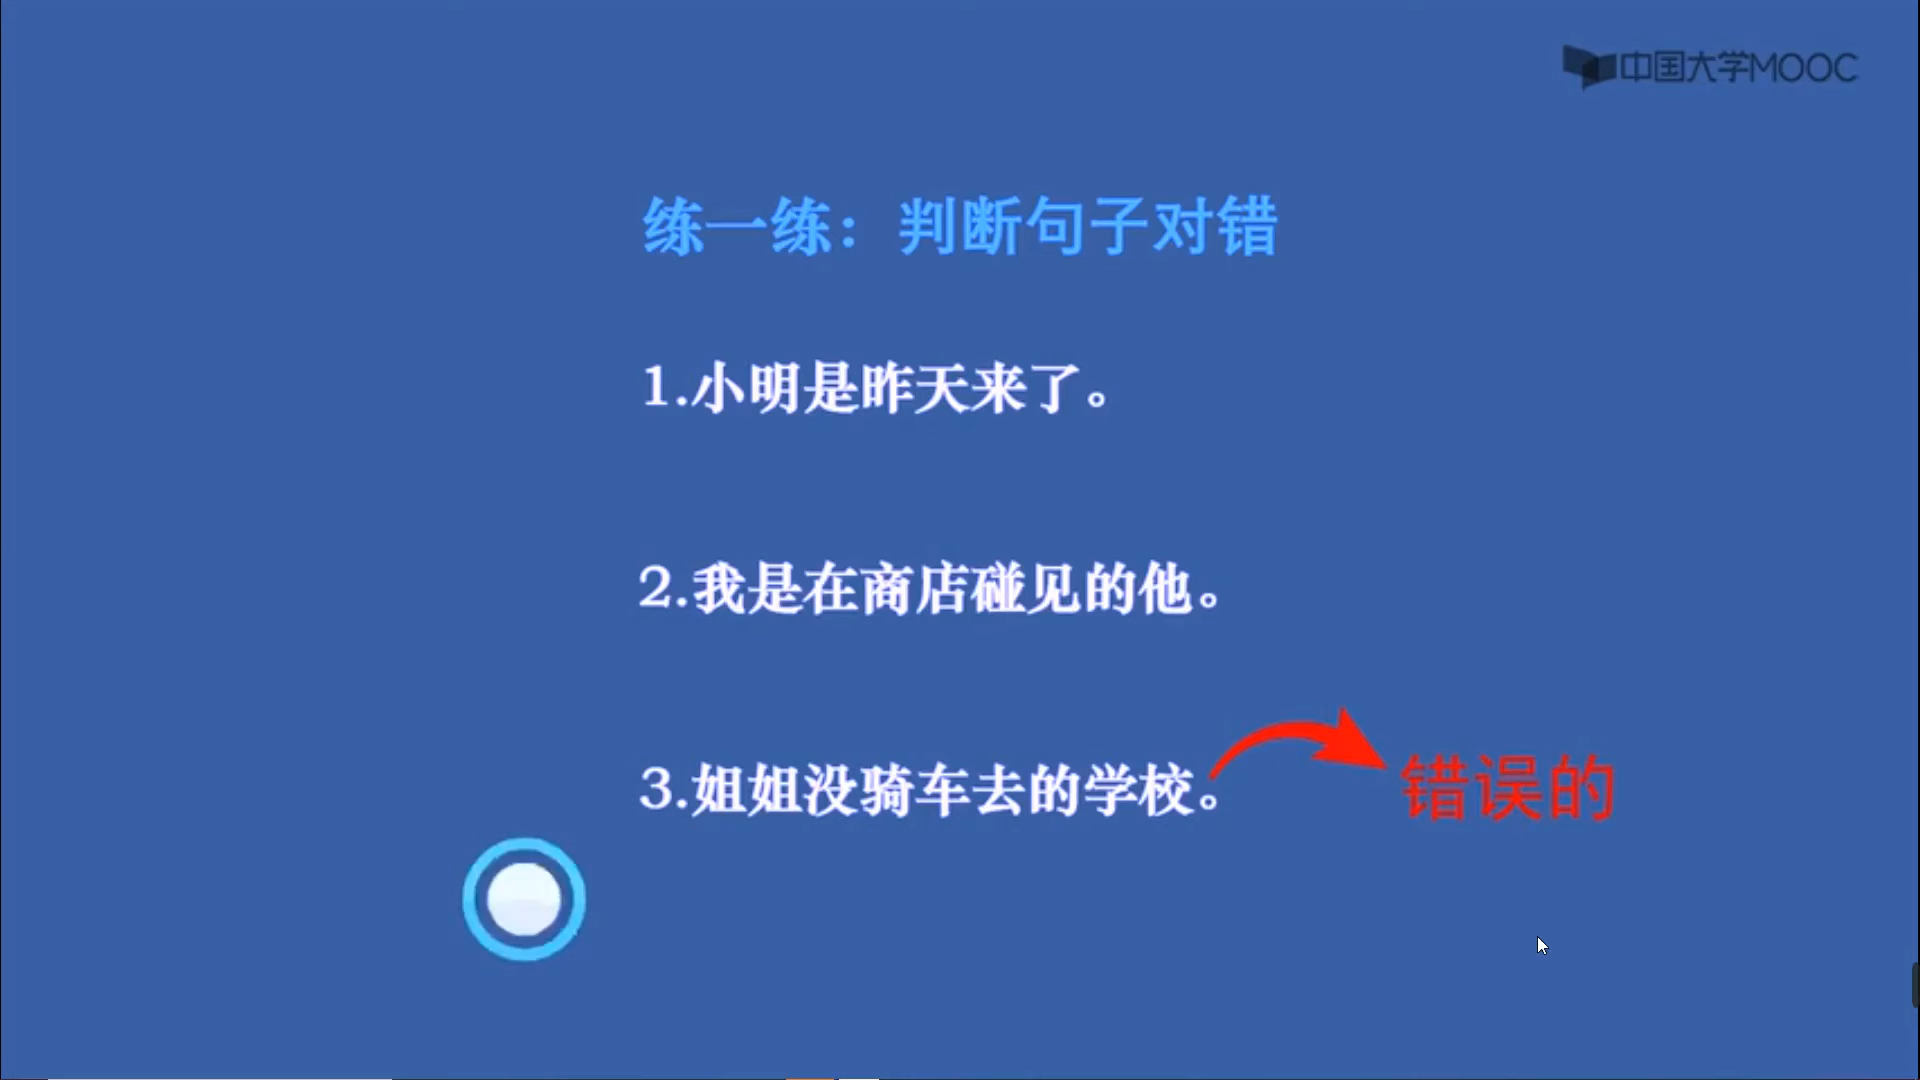 中国大学MOOC
练一练：判断句子对错
1.小明是昨天来了。
2.我是在商店碰见的他。
3.姐姐没骑车去的学校。
错误的